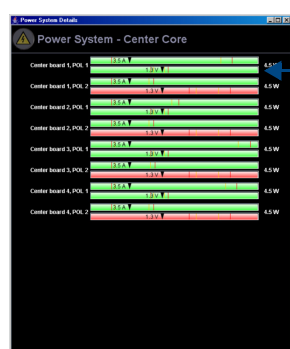 Power System Details
Power System - Center Core
Center board 1, POL 1 3.5 A 1.3 V 4.5 W
Center board 1, POL 2 3.5 A 1.3 V 4.5 W
Center board 2, POL 1 3.5 A 1.3 V 4.5 W
Center board 2, POL 2 3.5 A 1.3 V 4.5 W
Center board 3, POL 1 3.5 A 1.3 V 4.5 W
Center board 3, POL 2 3.5 A 1.3 V 4.5 W
Center board 4, POL 1 3.5 A 1.3 V 4.5 W
Center board 4, POL 2 3.5 A 1.3 V 4.5 W